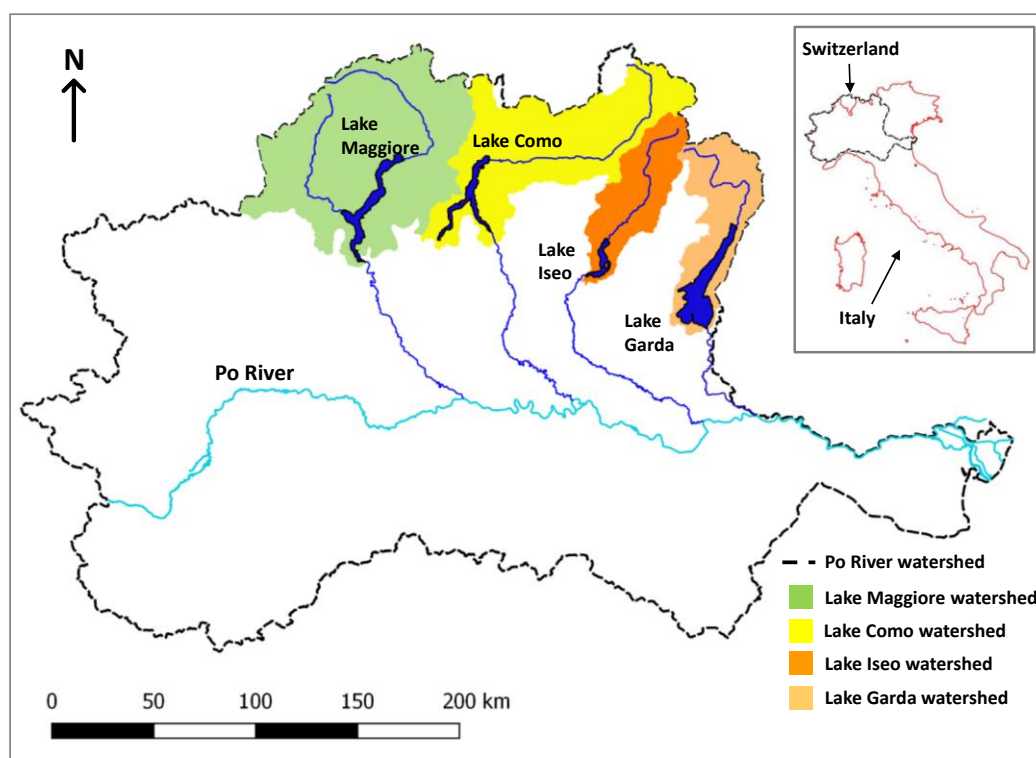 N
Switzerland
Lake
Maggiore
Lake Como
Lake
Iseo
Lake
Garda
Italy
Po River
Po River watershed
Lake Maggiore watershed
Lake Como watershed
Lake Iseo watershed
Lake Garda watershed
0 50 100 150 200 km